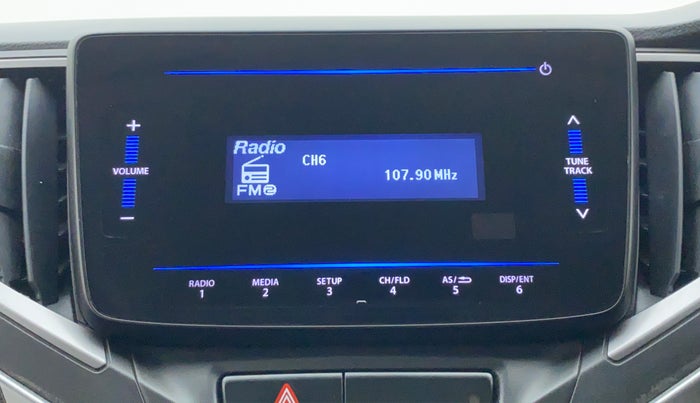 Radio
CH6
107.90 MHz
FM2
+
VOLUME
−
TUNE
TRACK
RADIO
1
MEDIA
2
SETUP
3
CH/FLD
4
AS/
5
DISP/ENT
6